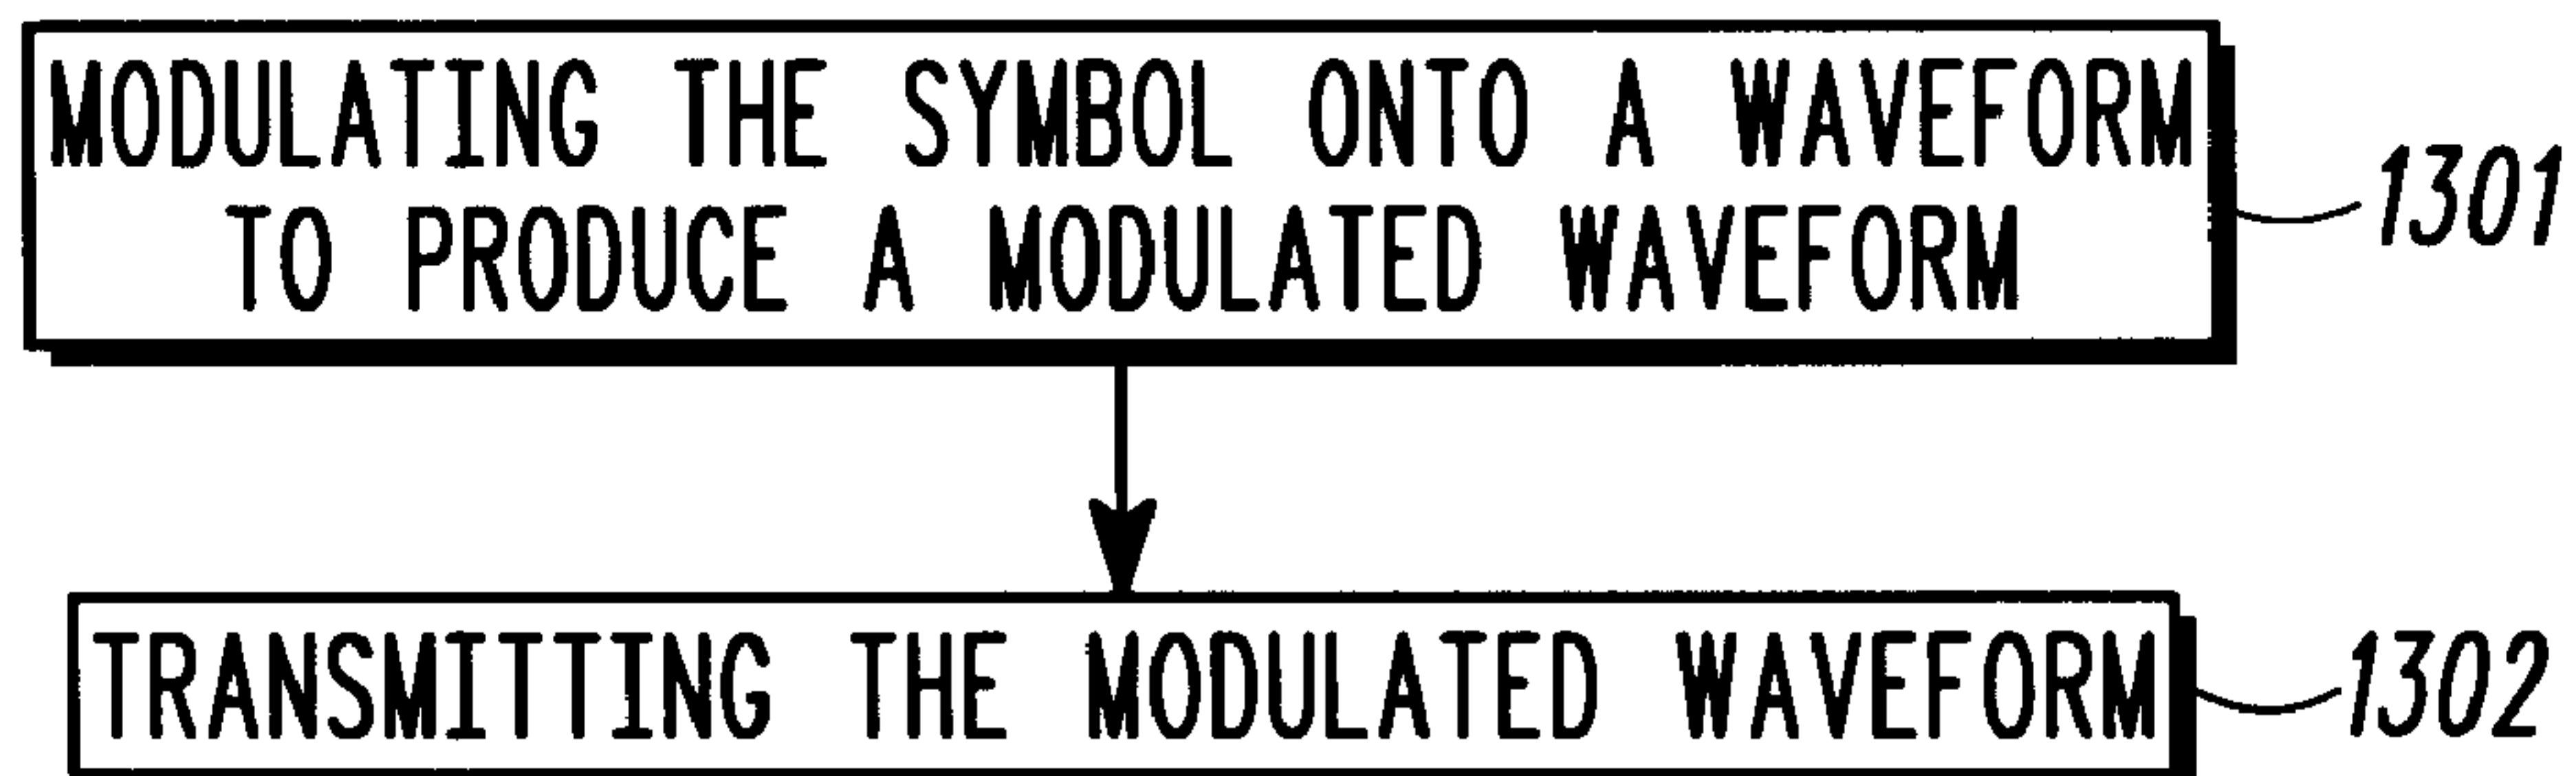 MODULATING THE SYMBOL ONTO A WAVEFORM
TO PRODUCE A MODULATED WAVEFORM
1301
TRANSMITTING THE MODULATED WAVEFORM
1302